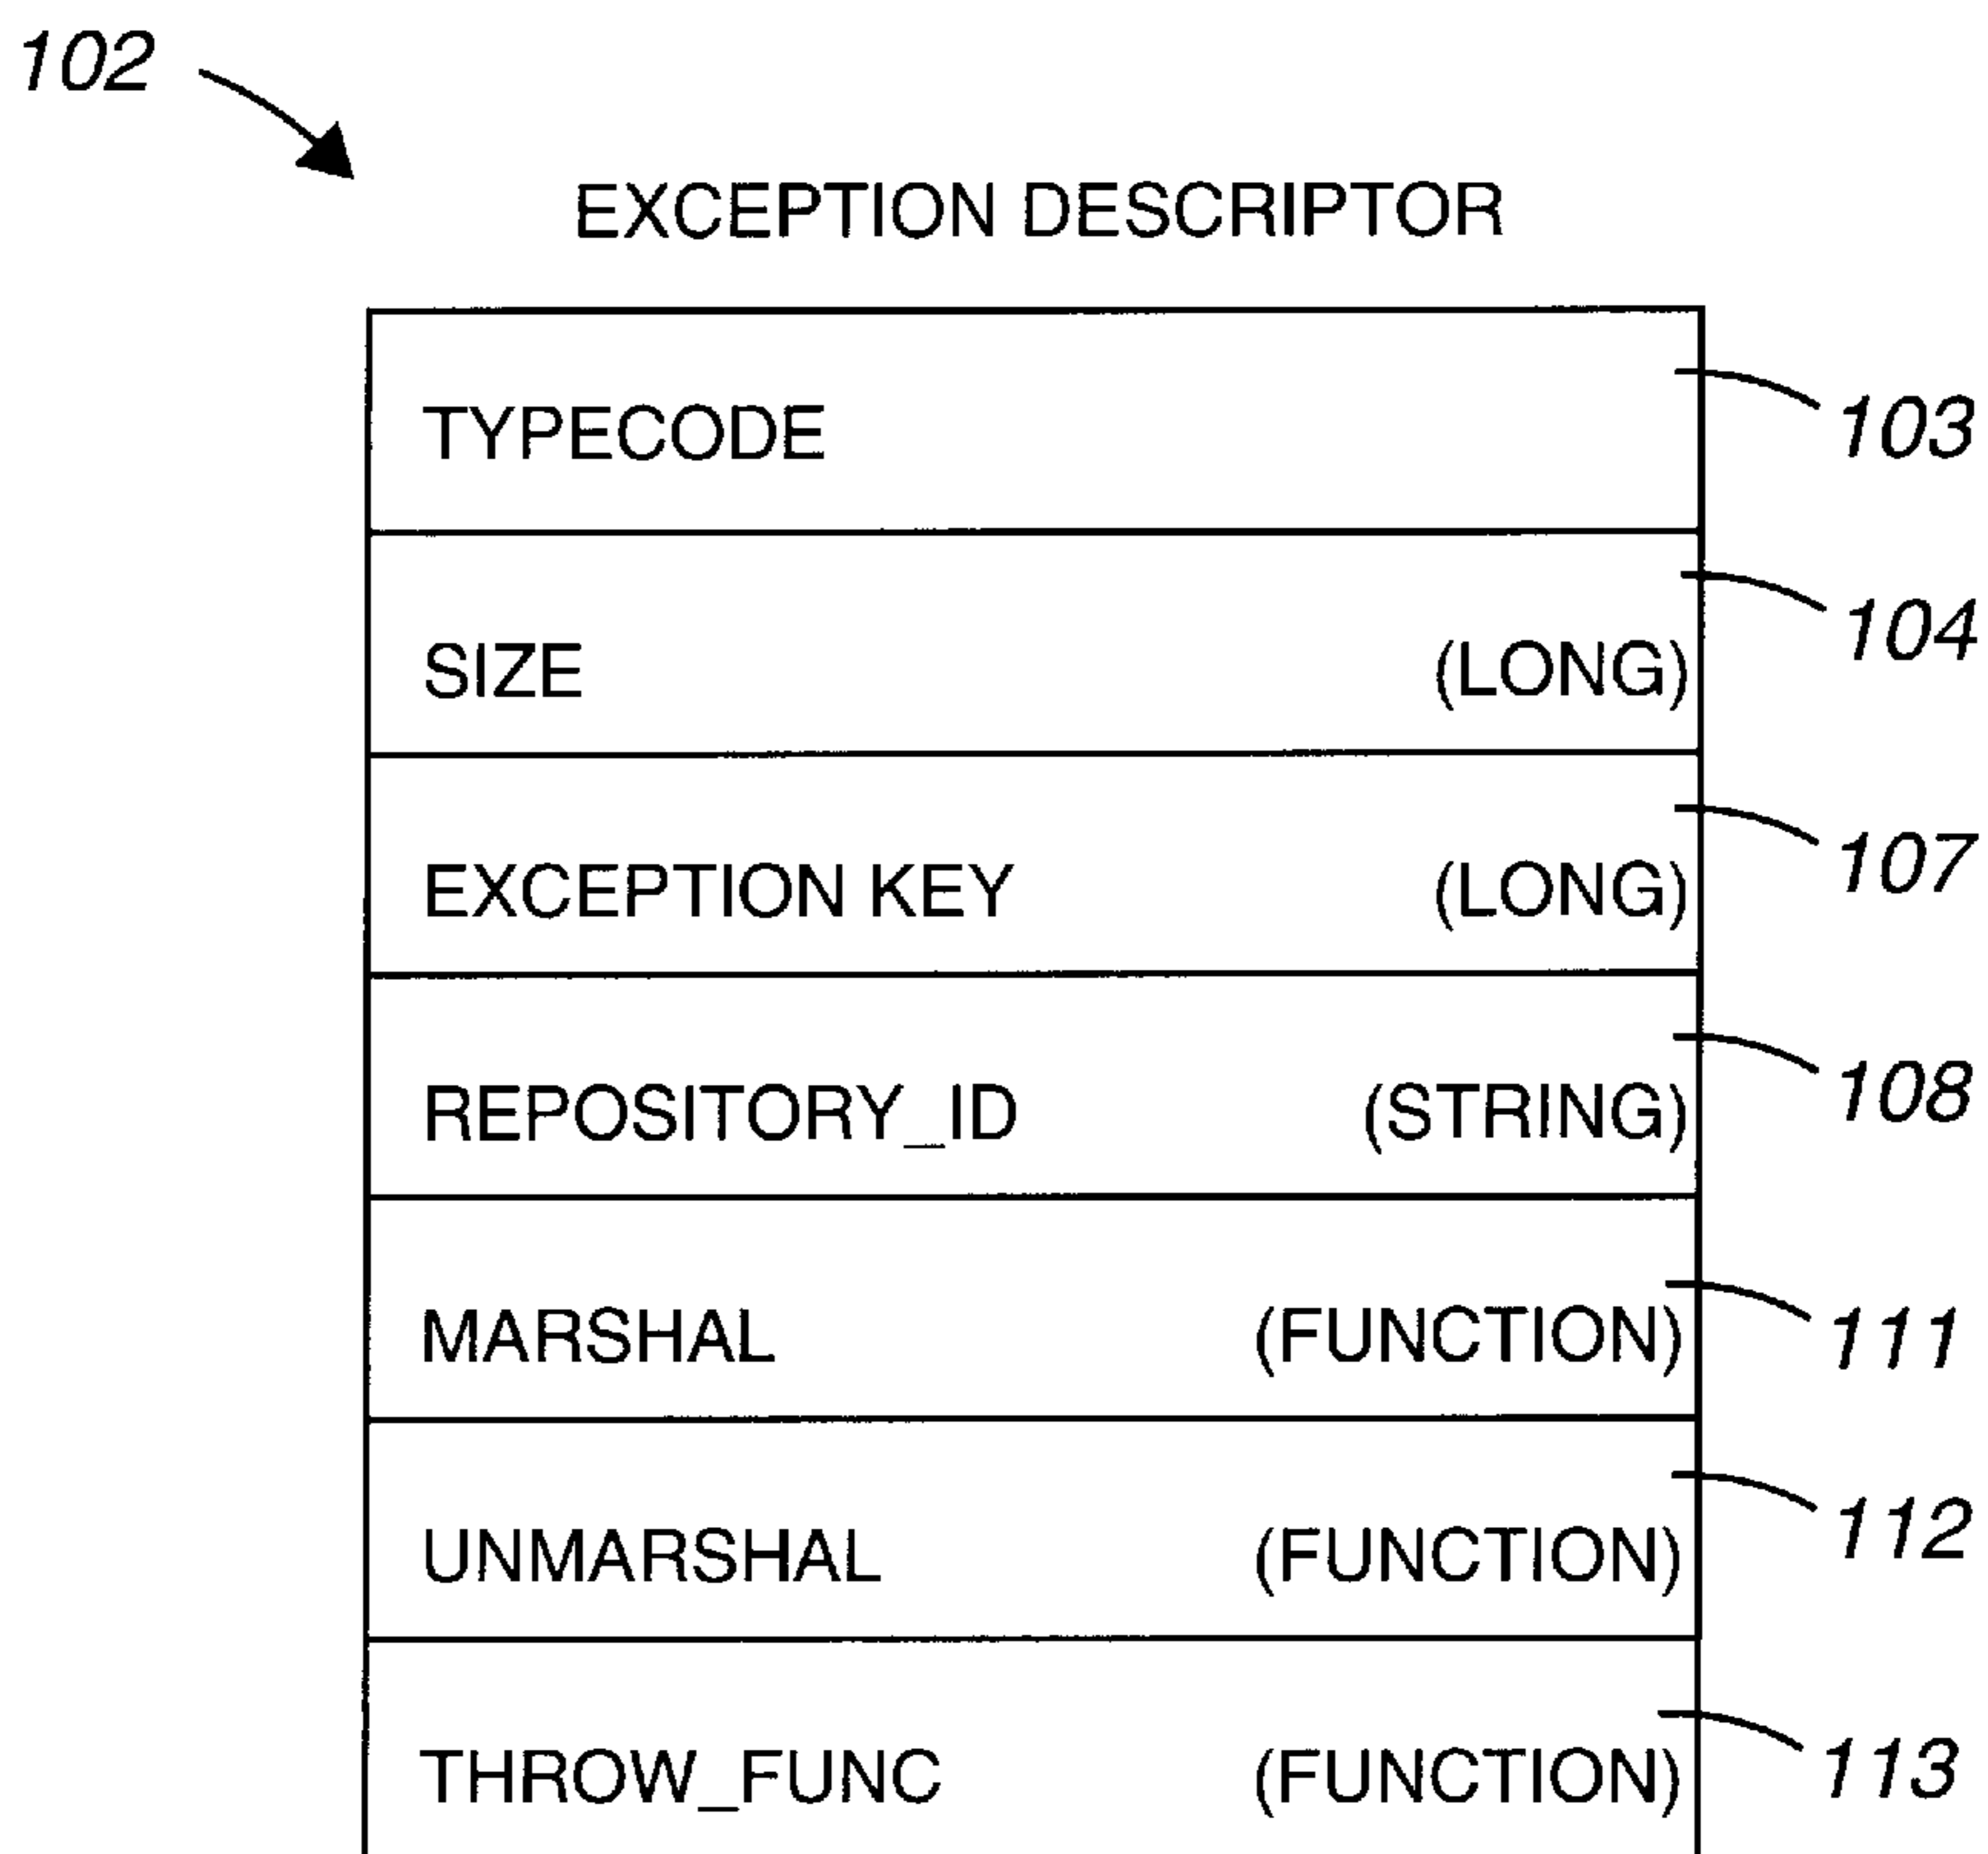 102
EXCEPTION DESCRIPTOR
TYPECODE 103
SIZE (LONG) 104
EXCEPTION KEY (LONG) 107
REPOSITORY_ID (STRING) 108
MARSHAL (FUNCTION) 111
UNMARSHAL (FUNCTION) 112
THROW_FUNC (FUNCTION) 113